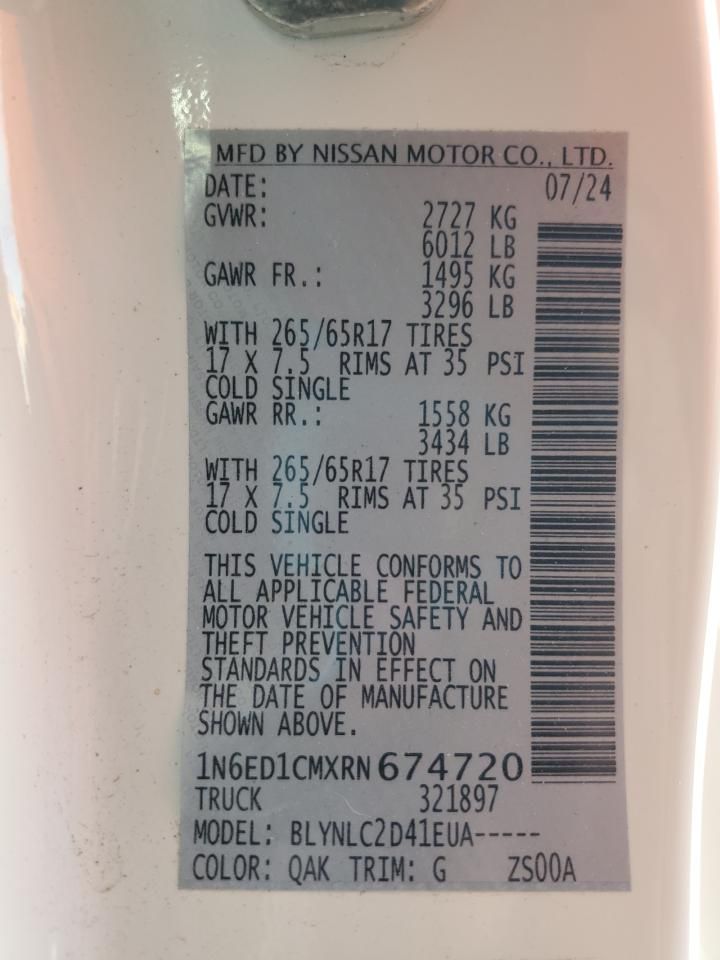 MFD BY NISSAN MOTOR CO., LTD.
DATE: 07/24
GVWR: 2727 KG
6012 LB
GAWR FR.: 1495 KG
3296 LB
WITH 265/65R17 TIRES
17 X 7.5 RIMS AT 35 PSI
COLD SINGLE
GAWR RR.: 1558 KG
3434 LB
WITH 265/65R17 TIRES
17 X 7.5 RIMS AT 35 PSI
COLD SINGLE
THIS VEHICLE CONFORMS TO
ALL APPLICABLE FEDERAL
MOTOR VEHICLE SAFETY AND
THEFT PREVENTION
STANDARDS IN EFFECT ON
THE DATE OF MANUFACTURE
SHOWN ABOVE.
1N6ED1CMXRN674720
TRUCK 321897
MODEL: BLYNLC2D41EUA-----
COLOR: QAK TRIM: G ZS00A